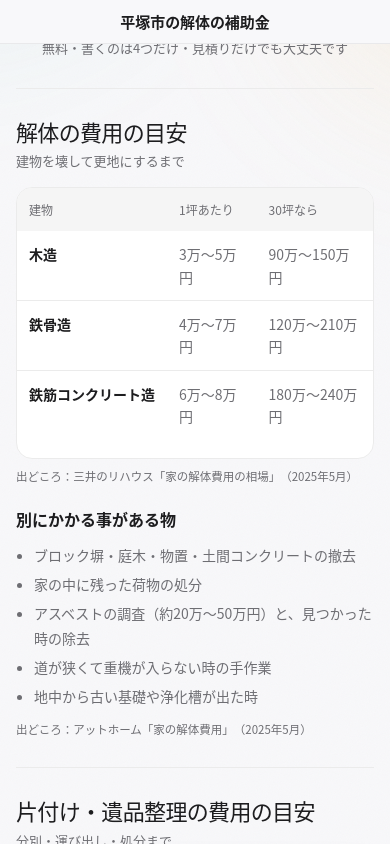 平塚市の解体の補助金
無料・書くのは4つだけ・見積りだけでも大丈夫です
解体の費用の目安
建物を壊して更地にするまで
建物 1坪あたり 30坪なら
木造 3万〜5万円 90万〜150万円
鉄骨造 4万〜7万円 120万〜210万円
鉄筋コンクリート造 6万〜8万円 180万〜240万円
出どころ：三井のリハウス「家の解体費用の相場」（2025年5月）
別にかかる事がある物
• ブロック塀・庭木・物置・土間コンクリートの撤去
• 家の中に残った荷物の処分
• アスベストの調査（約20万〜50万円）と、見つかった
時の除去
• 道が狭くて重機が入らない時の手作業
• 地中から古い基礎や浄化槽が出た時
出どころ：アットホーム「家の解体費用」（2025年5月）
片付け・遺品整理の費用の目安
分別・運び出し・処分まで